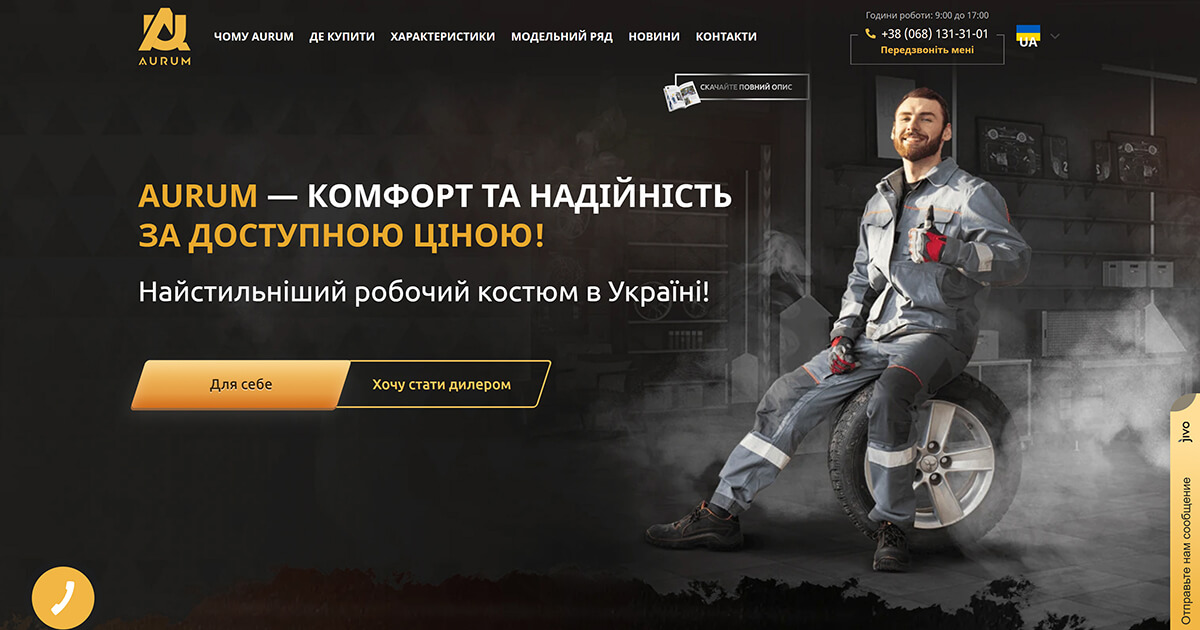 AURUM
ЧОМУ AURUM
ДЕ КУПИТИ
ХАРАКТЕРИСТИКИ
МОДЕЛЬНИЙ РЯД
НОВИНИ
КОНТАКТИ
Години роботи: 9:00 до 17:00
+38 (068) 131-31-01
Передзвоніть мені
UA
СКАЧАЙТЕ ПОВНИЙ ОПИС
AURUM — КОМФОРТ ТА НАДІЙНІСТЬ
ЗА ДОСТУПНОЮ ЦІНОЮ!
Найстильніший робочий костюм в Україні!
Для себе
Хочу стати дилером
jivo
Отправьте нам сообщение